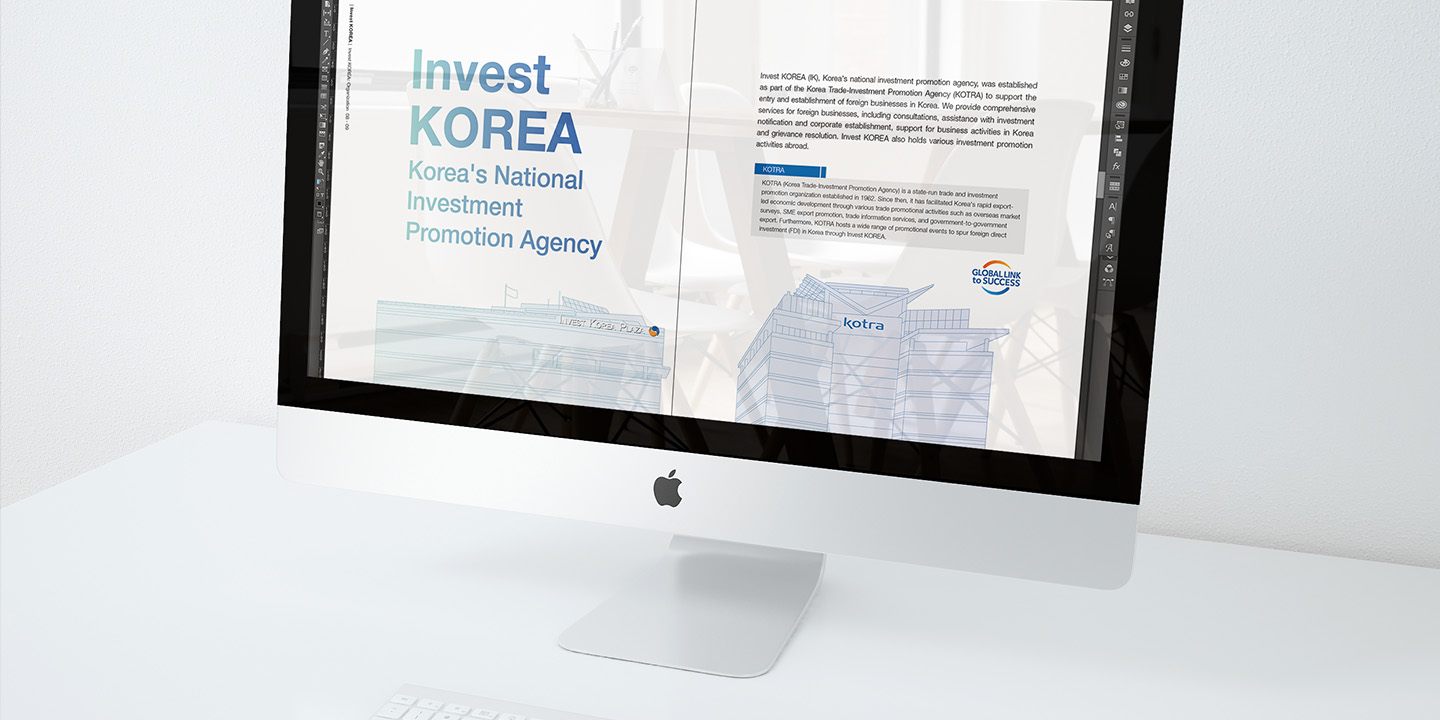 | Invest KOREA | Invest KOREA Organization 08 - 09
Invest
KOREA
Korea's National
Investment
Promotion Agency
INVEST KOREA PLAZA
Invest KOREA (IK), Korea's national investment promotion agency, was established
as part of the Korea Trade-Investment Promotion Agency (KOTRA) to support the
entry and establishment of foreign businesses in Korea. We provide comprehensive
services for foreign businesses, including consultations, assistance with investment
notification and corporate establishment, support for business activities in Korea
and grievance resolution. Invest KOREA also holds various investment promotion
activities abroad.
KOTRA
KOTRA (Korea Trade-Investment Promotion Agency) is a state-run trade and investment
promotion organization established in 1962. Since then, it has facilitated Korea's rapid export-
led economic development through various trade promotional activities such as overseas market
surveys, SME export promotion, trade information services, and government-to-government
export. Furthermore, KOTRA hosts a wide range of promotional events to spur foreign direct
investment (FDI) in Korea through Invest KOREA.
GLOBAL LINK
to SUCCESS
kotra